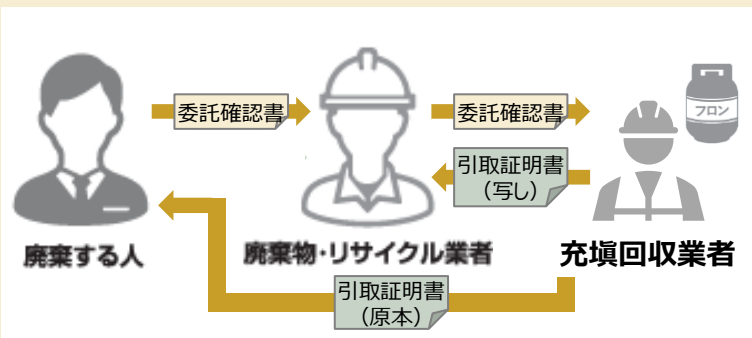 委託確認書
委託確認書
フロン
引取証明書
（写し）
廃棄する人
廃棄物・リサイクル業者
充塡回収業者
引取証明書
（原本）